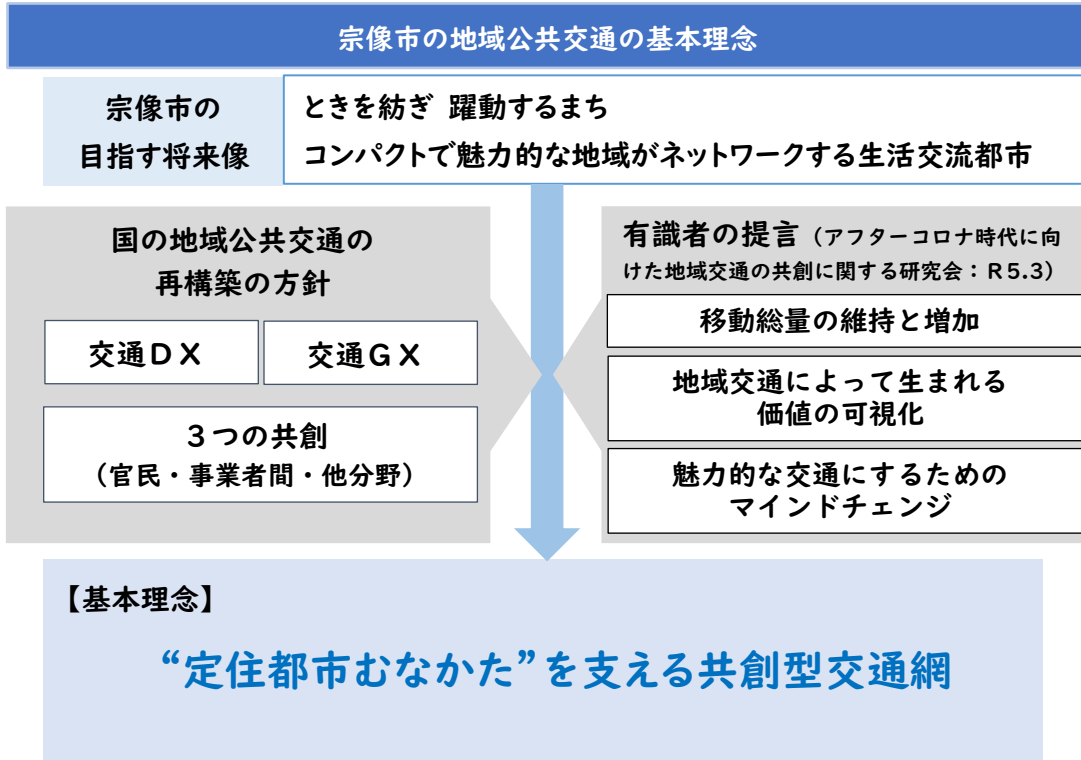 宗像市の地域公共交通の基本理念
宗像市の
目指す将来像
ときを紡ぎ 躍動するまち
コンパクトで魅力的な地域がネットワークする生活交流都市
国の地域公共交通の
再構築の方針
交通DX
交通GX
3つの共創
(官民・事業者間・他分野)
有識者の提言(アフターコロナ時代に向
けた地域交通の共創に関する研究会:R5.3)
移動総量の維持と増加
地域交通によって生まれる
価値の可視化
魅力的な交通にするための
マインドチェンジ
【基本理念】
“定住都市むなかた”を支える共創型交通網